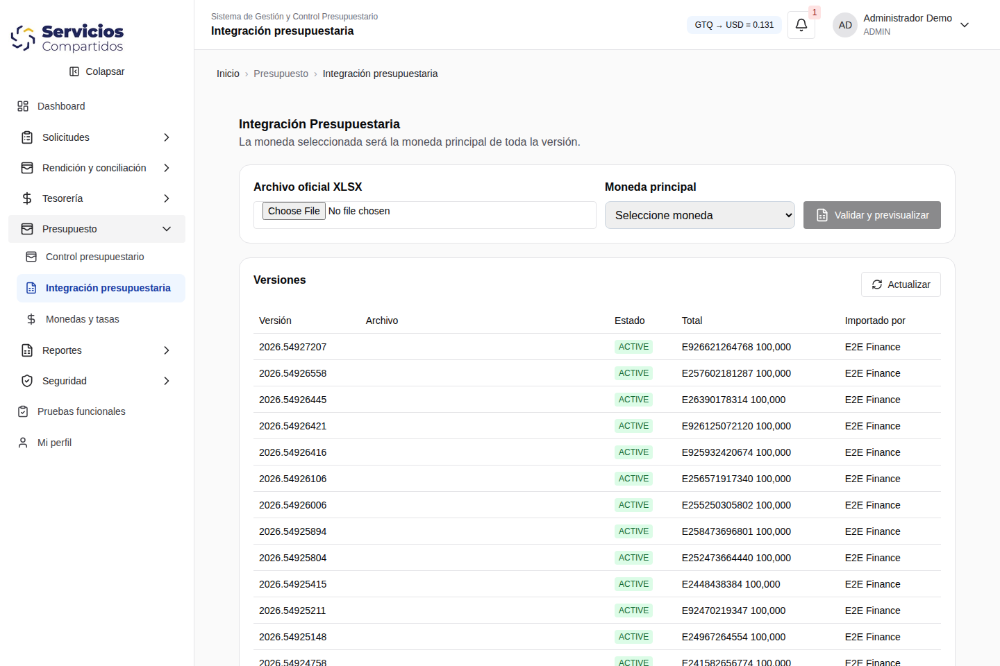 Servicios
Compartidos
Colapsar
Dashboard
Solicitudes
Rendición y conciliación
Tesorería
Presupuesto
Control presupuestario
Integración presupuestaria
Monedas y tasas
Reportes
Seguridad
Pruebas funcionales
Mi perfil
Sistema de Gestión y Control Presupuestario
Integración presupuestaria
GTQ → USD = 0.131
1
AD
Administrador Demo
ADMIN
Inicio › Presupuesto › Integración presupuestaria
Integración Presupuestaria
La moneda seleccionada será la moneda principal de toda la versión.
Archivo oficial XLSX
Choose File No file chosen
Moneda principal
Seleccione moneda
Validar y previsualizar
Versiones
Actualizar
Versión Archivo Estado Total Importado por
2026.54927207 ACTIVE E926621264768 100,000 E2E Finance
2026.54926558 ACTIVE E257602181287 100,000 E2E Finance
2026.54926445 ACTIVE E26390178314 100,000 E2E Finance
2026.54926421 ACTIVE E926125072120 100,000 E2E Finance
2026.54926416 ACTIVE E925932420674 100,000 E2E Finance
2026.54926106 ACTIVE E256571917340 100,000 E2E Finance
2026.54926006 ACTIVE E255250305802 100,000 E2E Finance
2026.54925894 ACTIVE E258473696801 100,000 E2E Finance
2026.54925804 ACTIVE E252473664440 100,000 E2E Finance
2026.54925415 ACTIVE E2448438384 100,000 E2E Finance
2026.54925211 ACTIVE E92470219347 100,000 E2E Finance
2026.54925148 ACTIVE E24967264554 100,000 E2E Finance
2026.54924758 ACTIVE E241582656774 100,000 E2E Finance